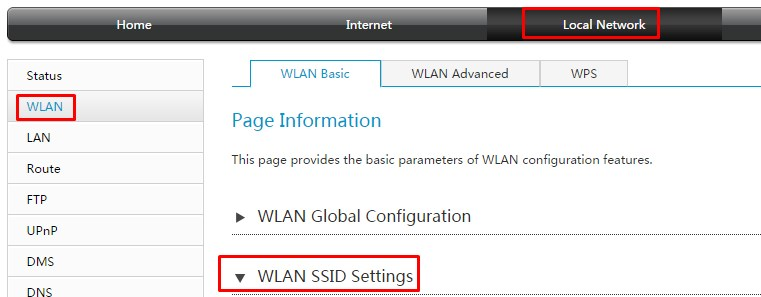 Home Internet Local Network
Status
WLAN
LAN
Route
FTP
UPnP
DMS
DNS
WLAN Basic WLAN Advanced WPS
Page Information
This page provides the basic parameters of WLAN configuration features.
WLAN Global Configuration
WLAN SSID Settings